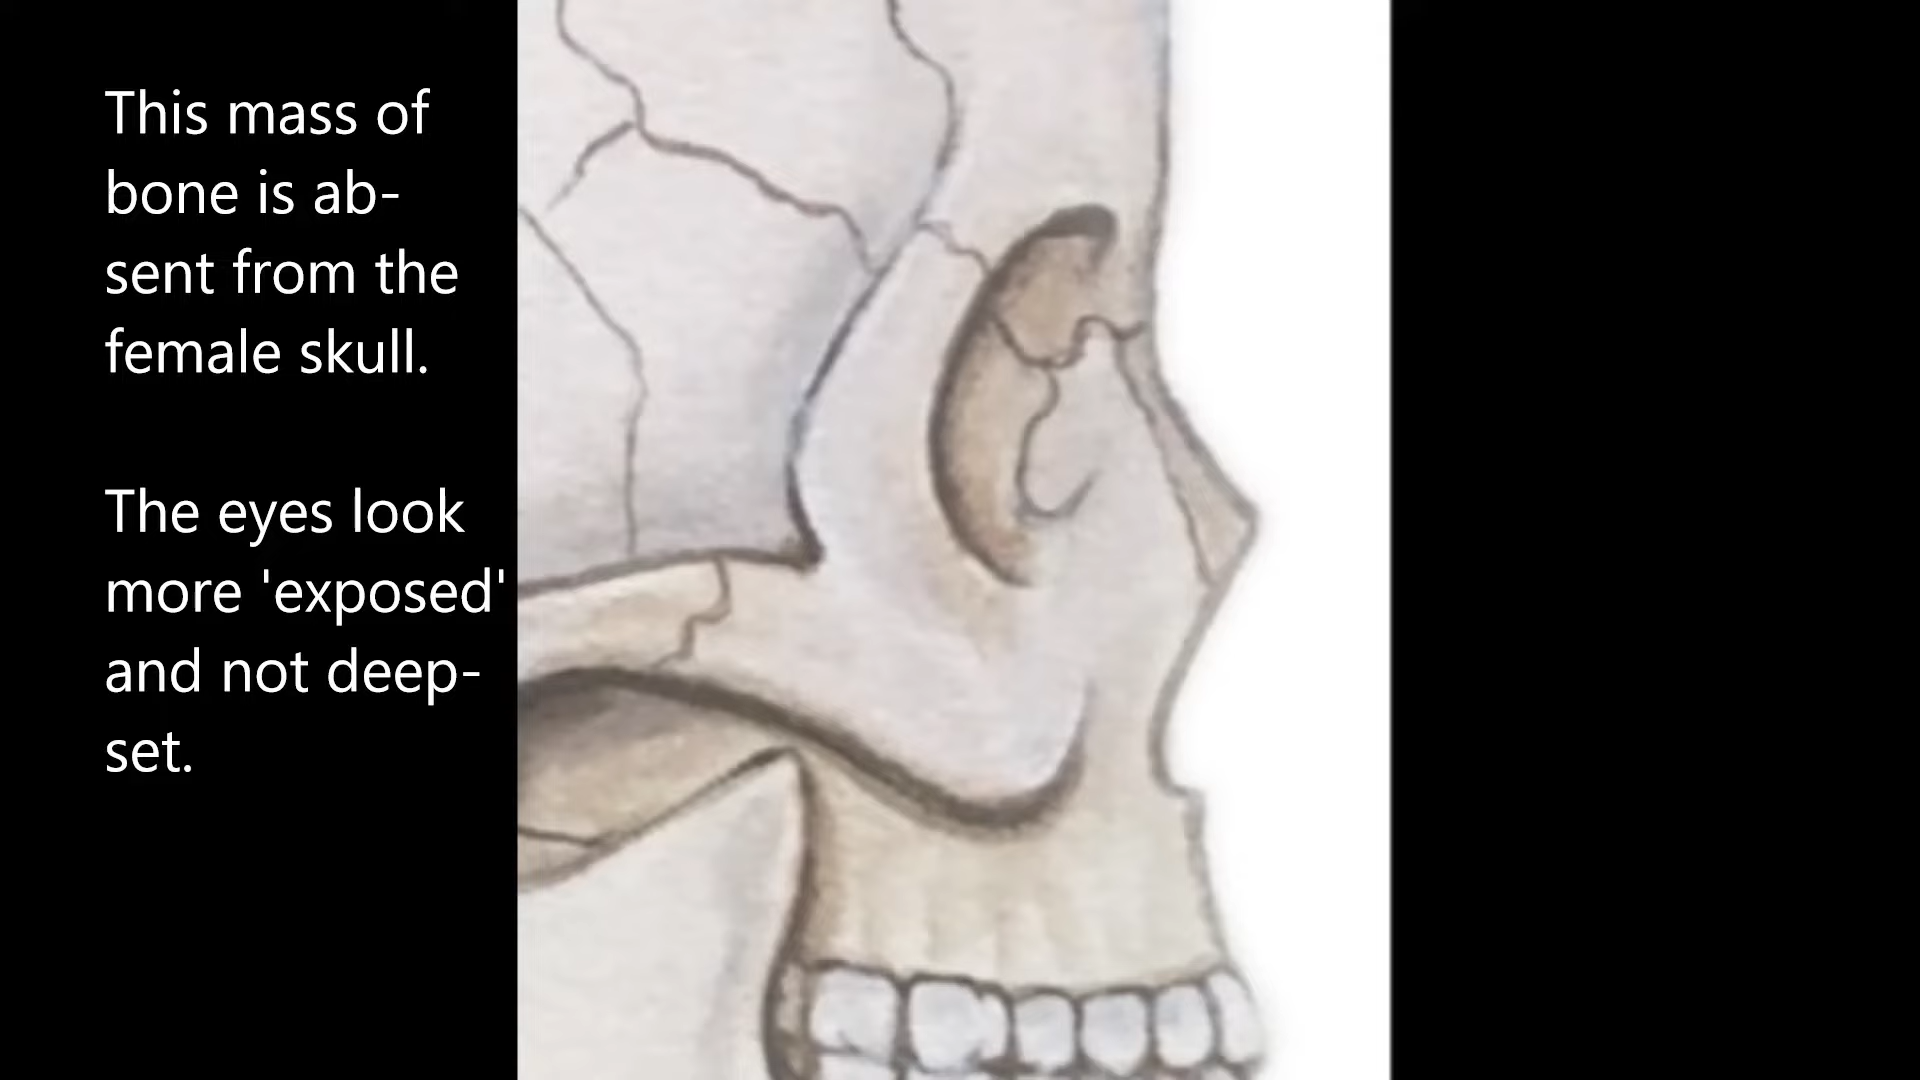 This mass of
bone is ab-
sent from the
female skull.
The eyes look
more 'exposed'
and not deep-
set.